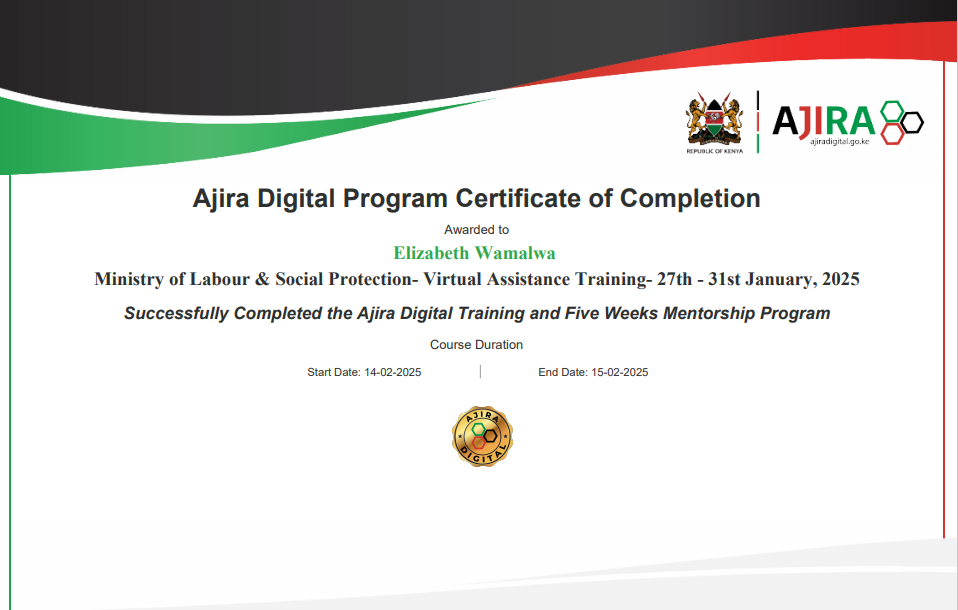 REPUBLIC OF KENYA
AJIRA
ajiradigital.go.ke
Ajira Digital Program Certificate of Completion
Awarded to
Elizabeth Wamalwa
Ministry of Labour & Social Protection- Virtual Assistance Training- 27th - 31st January, 2025
Successfully Completed the Ajira Digital Training and Five Weeks Mentorship Program
Course Duration
Start Date: 14-02-2025 | End Date: 15-02-2025
AJIRA
DIGITAL